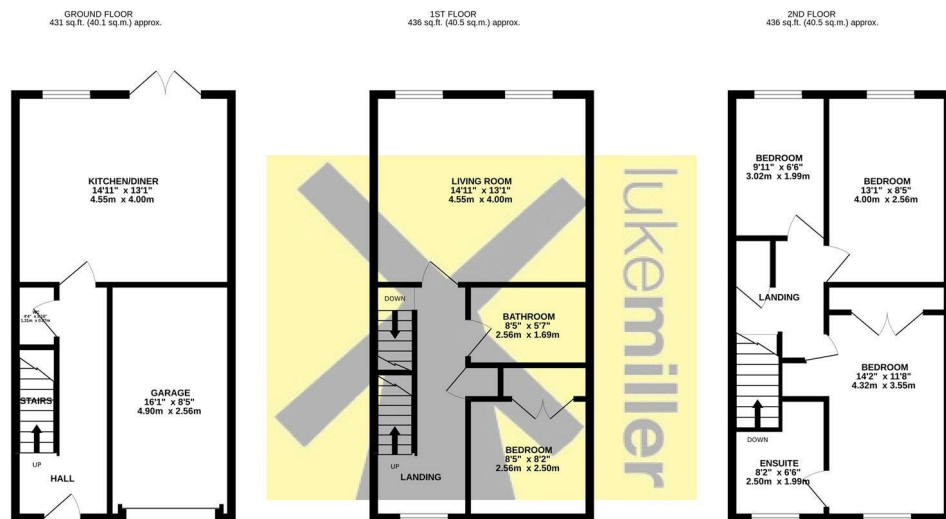 GROUND FLOOR
431 sq.ft. (40.1 sq.m.) approx.
KITCHEN/DINER
14'11" x 13'1"
4.55m x 4.00m
WC
STAIRS
UP
HALL
GARAGE
16'1" x 8'5"
4.90m x 2.56m
1ST FLOOR
436 sq.ft. (40.5 sq.m.) approx.
LIVING ROOM
14'11" x 13'1"
4.55m x 4.00m
DOWN
BATHROOM
8'5" x 5'7"
2.56m x 1.69m
UP
LANDING
BEDROOM
8'5" x 8'2"
2.56m x 2.50m
lukemiller
2ND FLOOR
436 sq.ft. (40.5 sq.m.) approx.
BEDROOM
9'11" x 6'6"
3.02m x 1.99m
BEDROOM
13'1" x 8'5"
4.00m x 2.56m
LANDING
BEDROOM
14'2" x 11'8"
4.32m x 3.55m
DOWN
ENSUITE
8'2" x 6'6"
2.50m x 1.99m